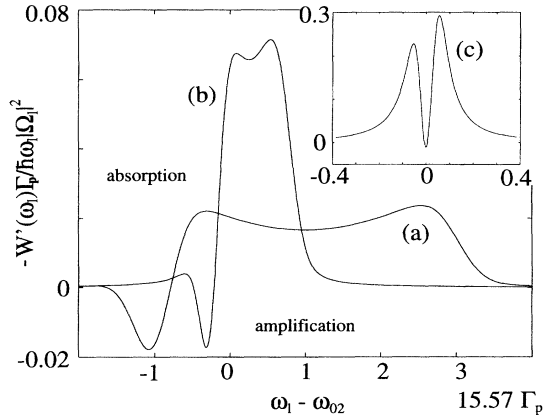 0.08
-W'(ω_l)Γ_p/ħω_l|Ω_l|^2
0.3
(c)
0
-0.4
0
0.4
(b)
absorption
(a)
0
amplification
-0.02
-1
0
1
2
3
ω_l - ω_02
15.57 Γ_p